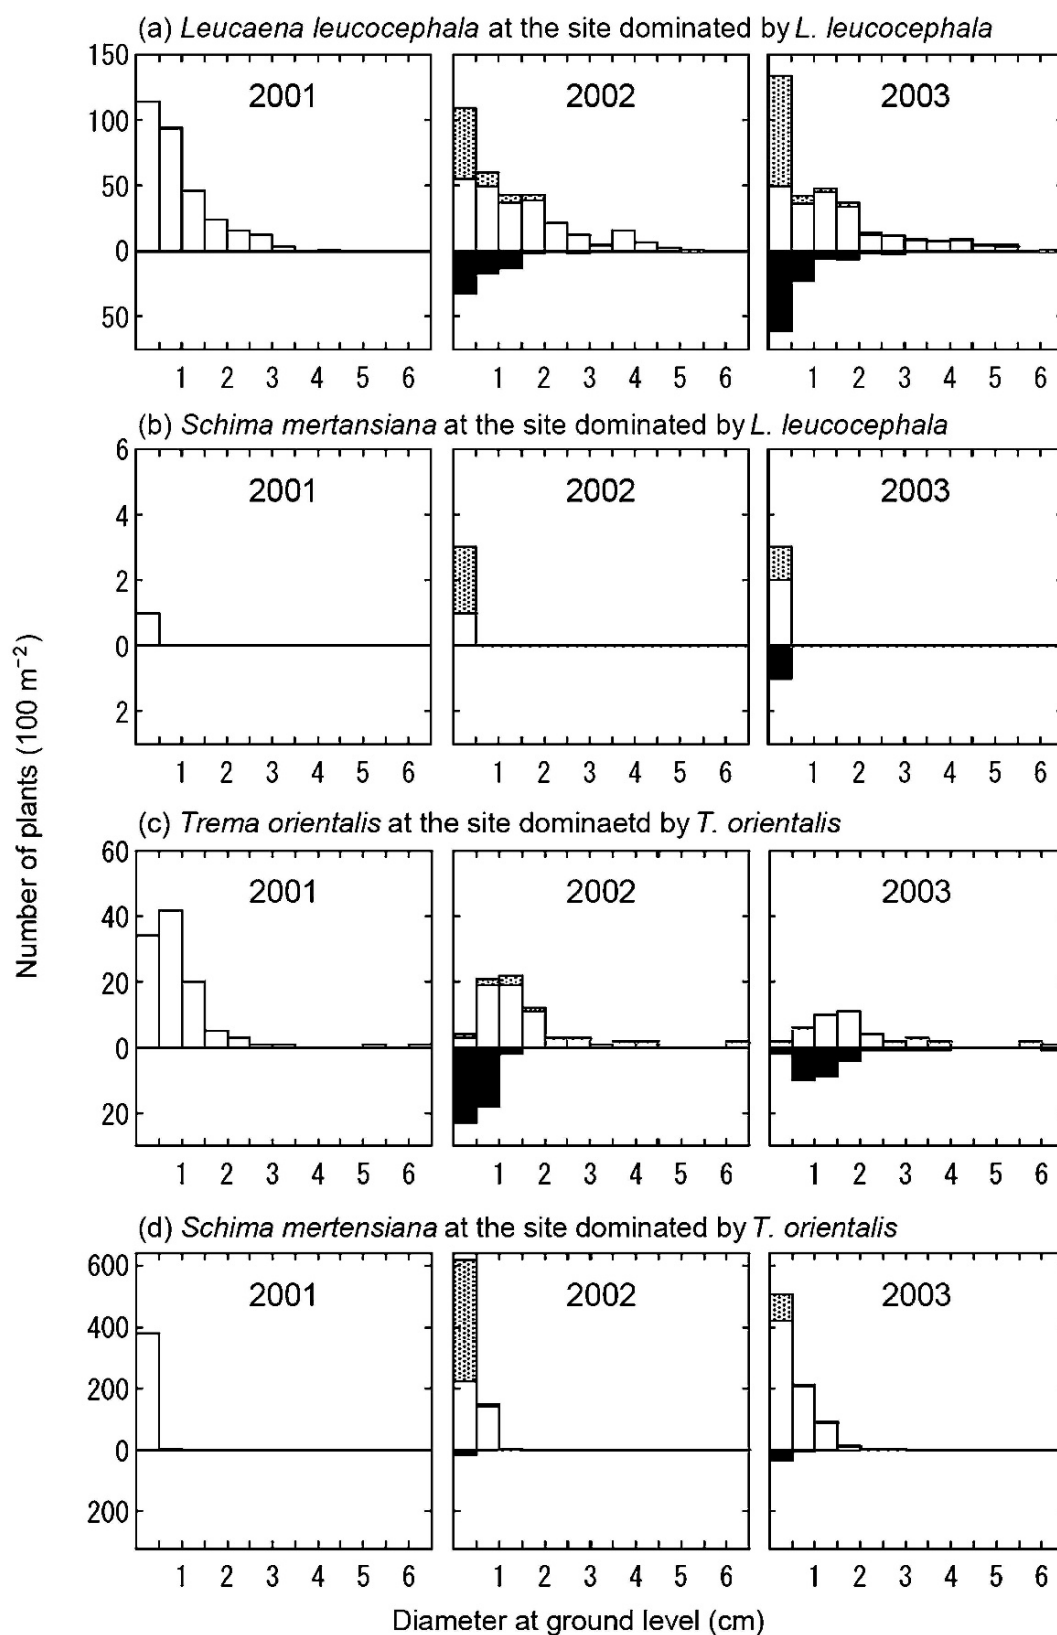 (a) Leucaena leucocephala at the site dominated by L. leucocephala
150
100
50
0
50
2001
2002
2003
1 2 3 4 5 6
1 2 3 4 5 6
1 2 3 4 5 6
(b) Schima mertansiana at the site dominated by L. leucocephala
6
4
2
0
2
2001
2002
2003
1 2 3 4 5 6
1 2 3 4 5 6
1 2 3 4 5 6
Number of plants (100 m⁻²)
(c) Trema orientalis at the site dominaetd by T. orientalis
60
40
20
0
20
2001
2002
2003
1 2 3 4 5 6
1 2 3 4 5 6
1 2 3 4 5 6
(d) Schima mertensiana at the site dominated by T. orientalis
600
400
200
0
200
2001
2002
2003
1 2 3 4 5 6
1 2 3 4 5 6
1 2 3 4 5 6
Diameter at ground level (cm)